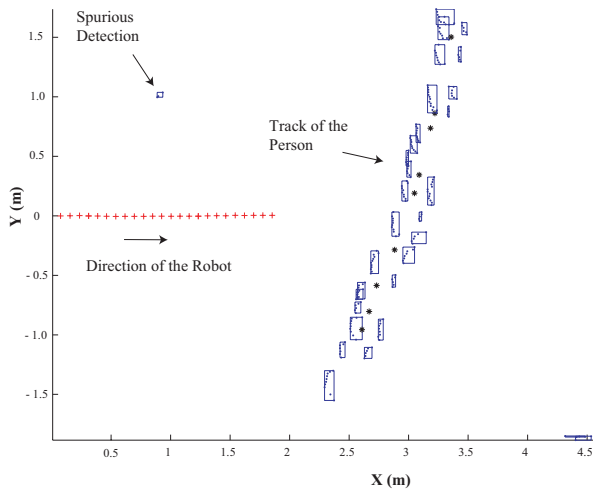 Spurious
Detection
Track of the
Person
Direction of the Robot
Y (m)
1.5
1.0
0.5
0
- 0.5
- 1.0
- 1.5
0.5
1
1.5
2
2.5
3
3.5
4
4.5
X (m)